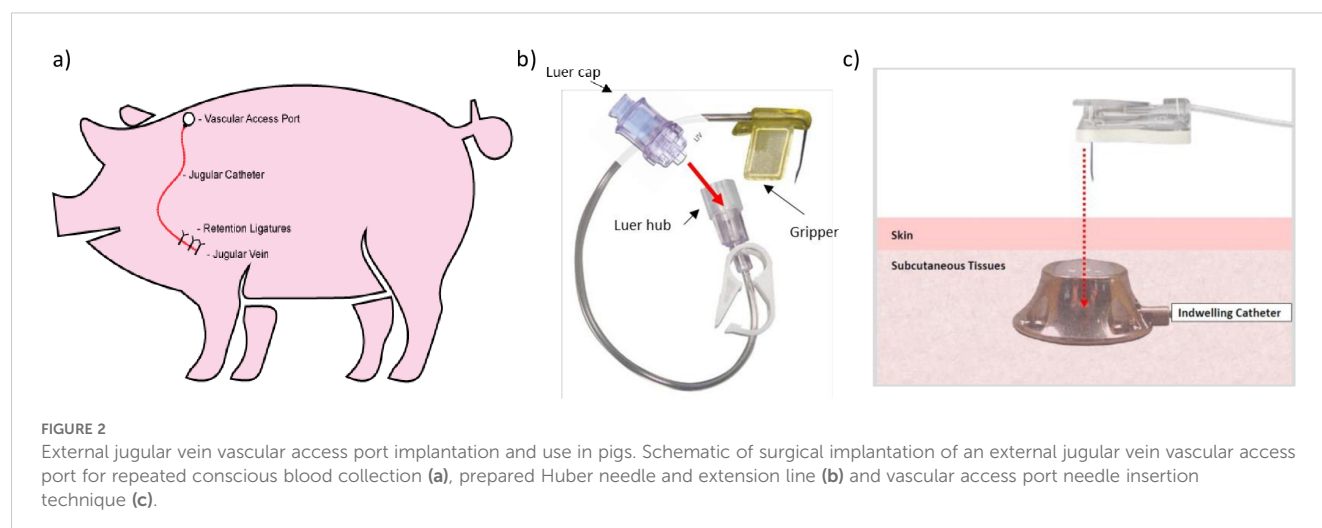 a)
- Vascular Access Port
- Jugular Catheter
- Retention Ligatures
- Jugular Vein
b)
Luer cap
Luer hub
Gripper
c)
Skin
Subcutaneous Tissues
Indwelling Catheter
FIGURE 2
External jugular vein vascular access port implantation and use in pigs. Schematic of surgical implantation of an external jugular vein vascular access
port for repeated conscious blood collection (a), prepared Huber needle and extension line (b) and vascular access port needle insertion
technique (c).